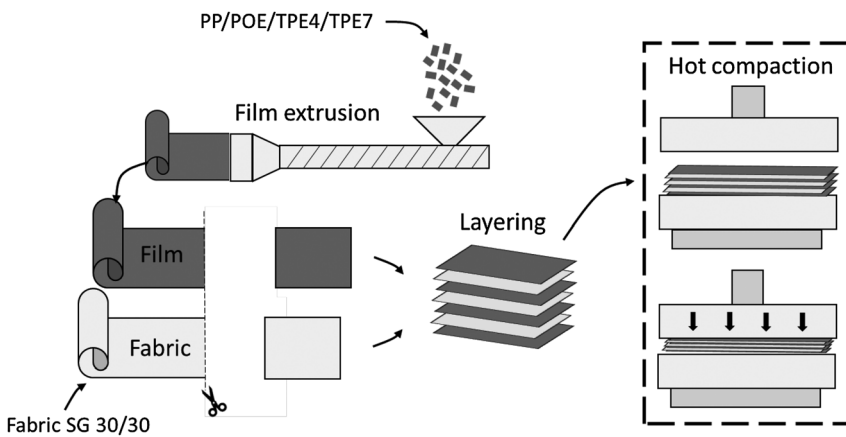 PP/POE/TPE4/TPE7
Film extrusion
Hot compaction
Film
Layering
Fabric
Fabric SG 30/30